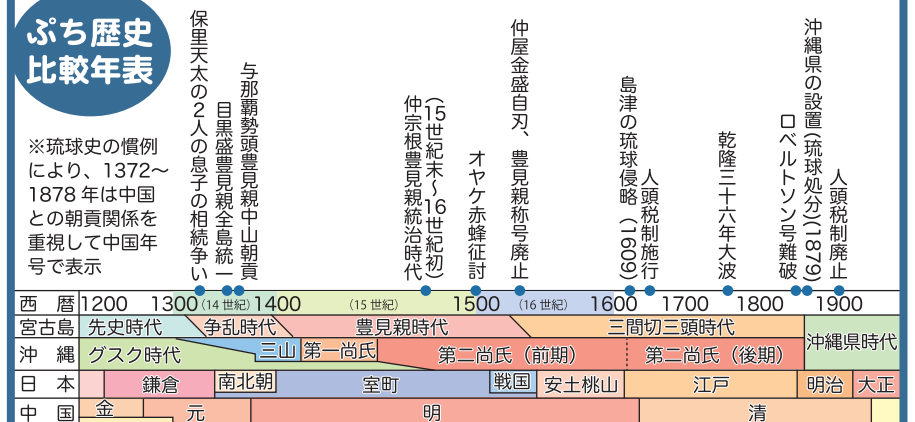 ぷち歴史
比較年表
※琉球史の慣例
により、1372～
1878年は中国
との朝貢関係を
重視して中国年
号で表示
保里天太の2人の息子の相続争い
目黒盛豊見親全島統一
与那覇勢頭豊見親中山朝貢
仲宗根豊見親統治時代
(15世紀末～16世紀初)
オヤケ赤蜂征討
仲屋金盛自刃、豊見親称号廃止
島津の琉球侵略(1609)
人頭税制施行
乾隆三十六年大波
ロベルトソン号難破
沖縄県の設置(琉球処分)(1879)
人頭税制廃止
西暦 1200 1300 (14世紀) 1400 (15世紀) 1500 (16世紀) 1600 1700 1800 1900
宮古島 先史時代 争乱時代 豊見親時代 三間切三頭時代 沖縄県時代
沖縄 グスク時代 三山 第一尚氏 第二尚氏(前期) 第二尚氏(後期)
日本 鎌倉 南北朝 室町 戦国 安土桃山 江戸 明治 大正
中国 金 元 明 清